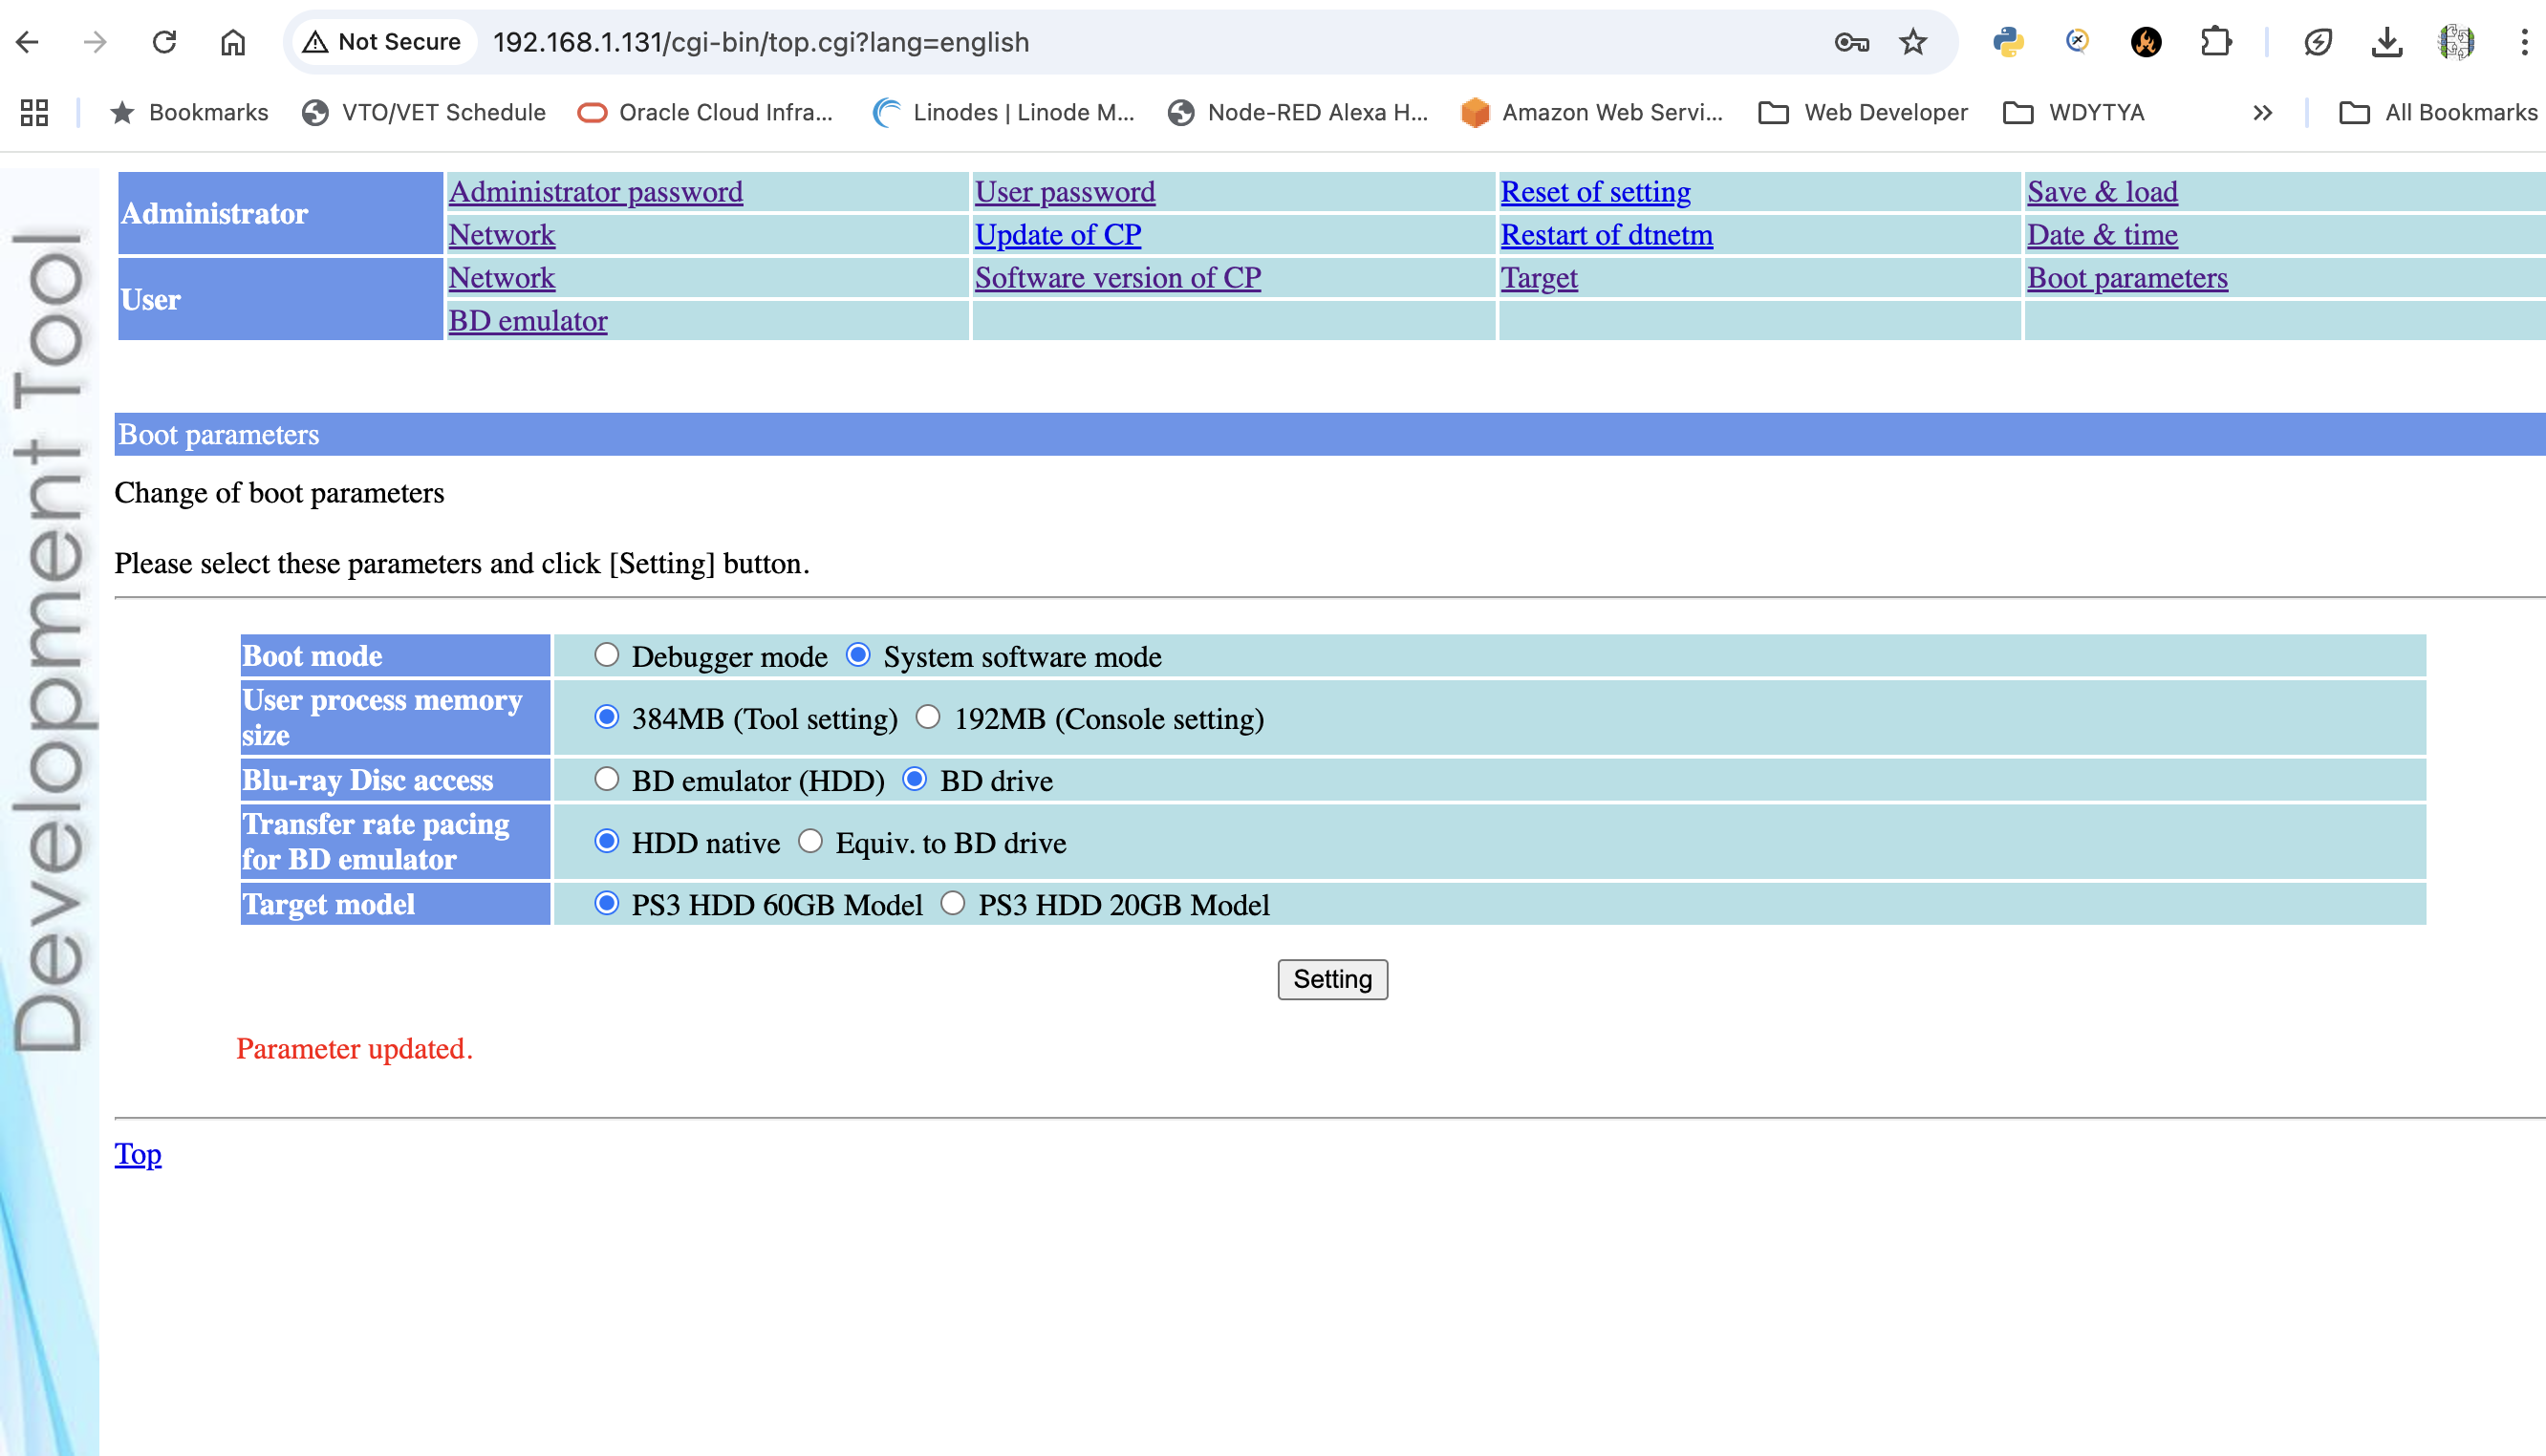 Not Secure 192.168.1.131/cgi-bin/top.cgi?lang=english
Bookmarks VTO/VET Schedule Oracle Cloud Infra... Linodes | Linode M... Node-RED Alexa H... Amazon Web Servi... Web Developer WDYTYA All Bookmarks
Development Tool
Administrator
Administrator password User password Reset of setting Save & load
Network Update of CP Restart of dtnetm Date & time
User
Network Software version of CP Target Boot parameters
BD emulator
Boot parameters
Change of boot parameters
Please select these parameters and click [Setting] button.
Boot mode Debugger mode System software mode
User process memory
size
384MB (Tool setting) 192MB (Console setting)
Blu-ray Disc access BD emulator (HDD) BD drive
Transfer rate pacing
for BD emulator
HDD native Equiv. to BD drive
Target model PS3 HDD 60GB Model PS3 HDD 20GB Model
Setting
Parameter updated.
Top